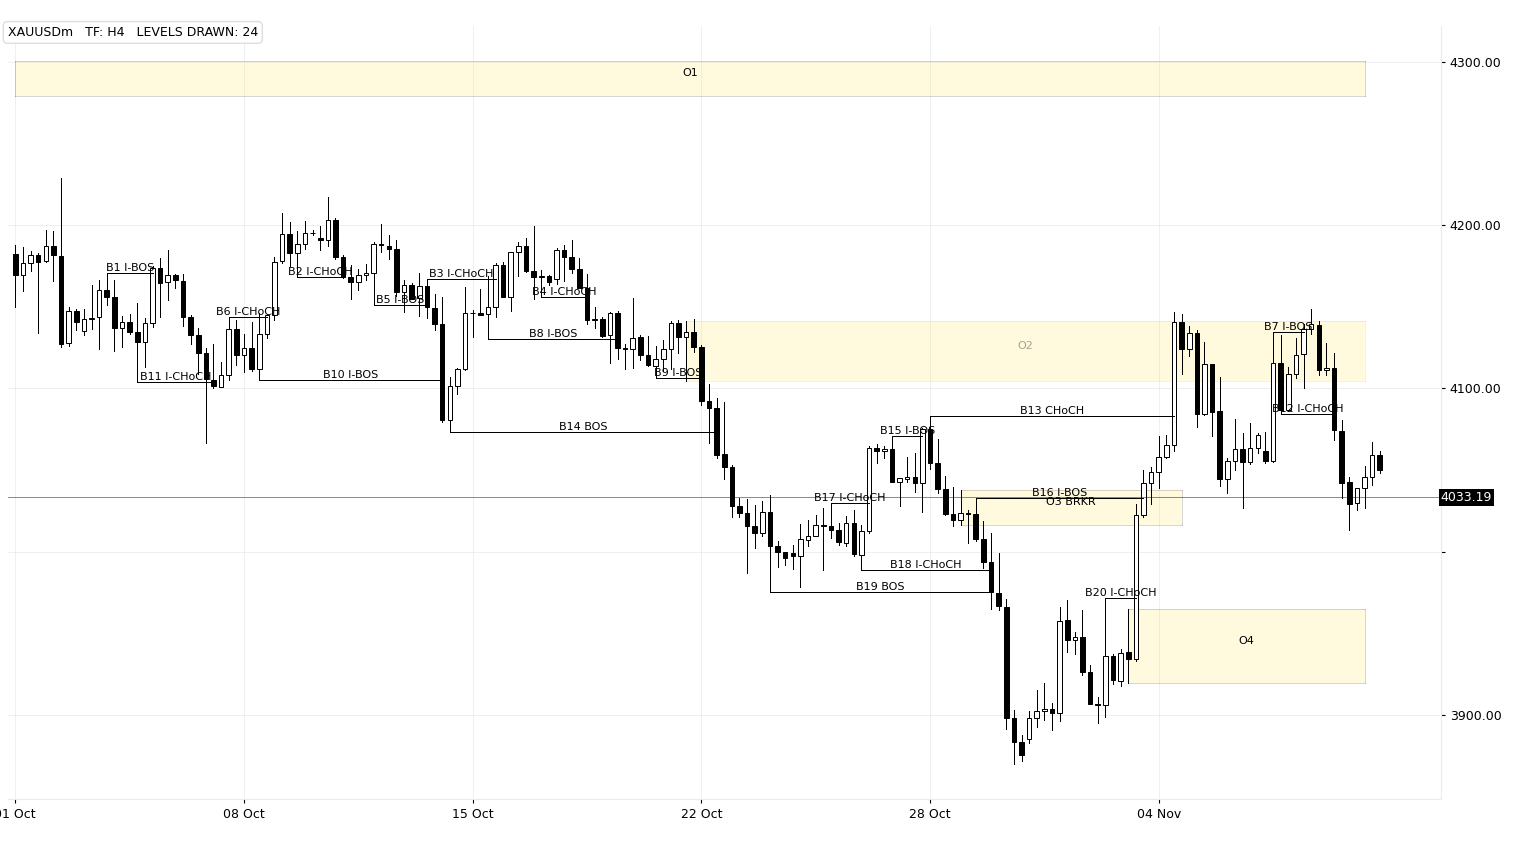 XAUUSDm TF: H4 LEVELS DRAWN: 24
O1
4300.00
4200.00
B1 I-BOS
B2 I-CHoCH
B3 I-CHoCH
B4 I-CHoCH
B5 I-BOS
B6 I-CHoCH
B7 I-BOS
B8 I-BOS
O2
B9 I-BOS
B10 I-BOS
B11 I-CHoCH
4100.00
B12 I-CHoCH
B13 CHoCH
B14 BOS
B15 I-BOS
B16 I-BOS
B17 I-CHoCH
O3 BRKR
4033.19
B18 I-CHoCH
B19 BOS
B20 I-CHoCH
O4
3900.00
01 Oct
08 Oct
15 Oct
22 Oct
28 Oct
04 Nov